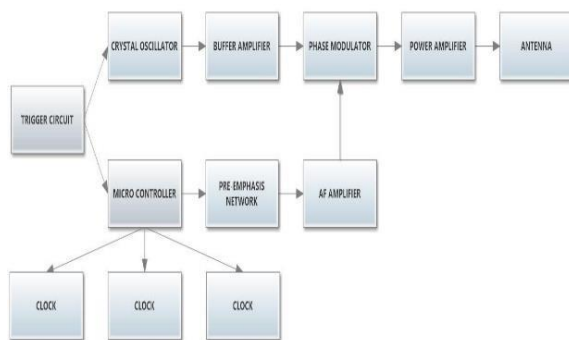 CRYSTAL OSCILLATOR
BUFFER AMPLIFIER
PHASE MODULATOR
POWER AMPLIFIER
ANTENNA
TRIGGER CIRCUIT
MICRO CONTROLLER
PRE-EMPHASIS
NETWORK
AF AMPLIFIER
CLOCK
CLOCK
CLOCK